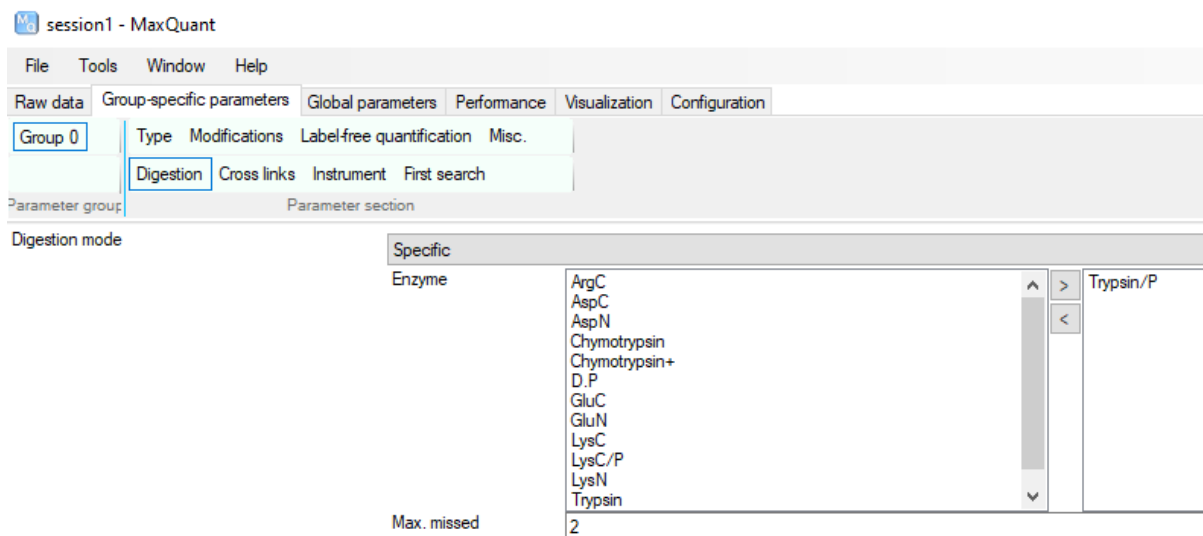 session1 - MaxQuant
File Tools Window Help
Raw data Group-specific parameters Global parameters Performance Visualization Configuration
Group 0 Type Modifications Label-free quantification Misc.
Digestion Cross links Instrument First search
Parameter group Parameter section
Digestion mode Specific
Enzyme ArgC > Trypsin/P
AspC
AspN <
Chymotrypsin
Chymotrypsin+
D.P
GluC
GluN
LysC
LysC/P
LysN
Trypsin
Max. missed 2